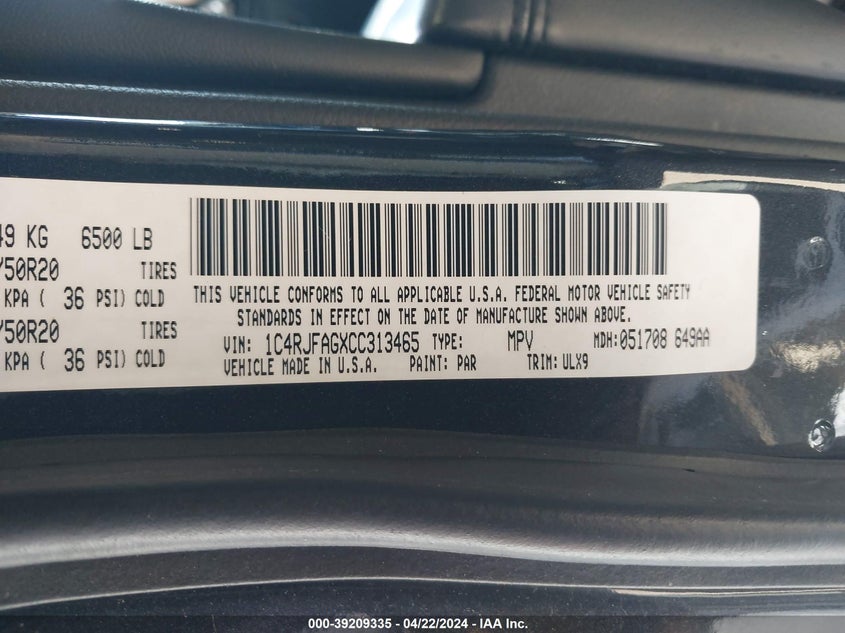 49 KG 6500 LB
/50R20 TIRES
KPA ( 36 PSI) COLD
/50R20 TIRES
KPA ( 36 PSI) COLD
THIS VEHICLE CONFORMS TO ALL APPLICABLE U.S.A. FEDERAL MOTOR VEHICLE SAFETY
STANDARDS IN EFFECT ON THE DATE OF MANUFACTURE SHOWN ABOVE.
VIN: 1C4RJFAGXCC313465 TYPE: MPV MDH:051708 649AA
VEHICLE MADE IN U.S.A. PAINT: PAR TRIM: ULX9
000-39209335 - 04/22/2024 - IAA Inc.